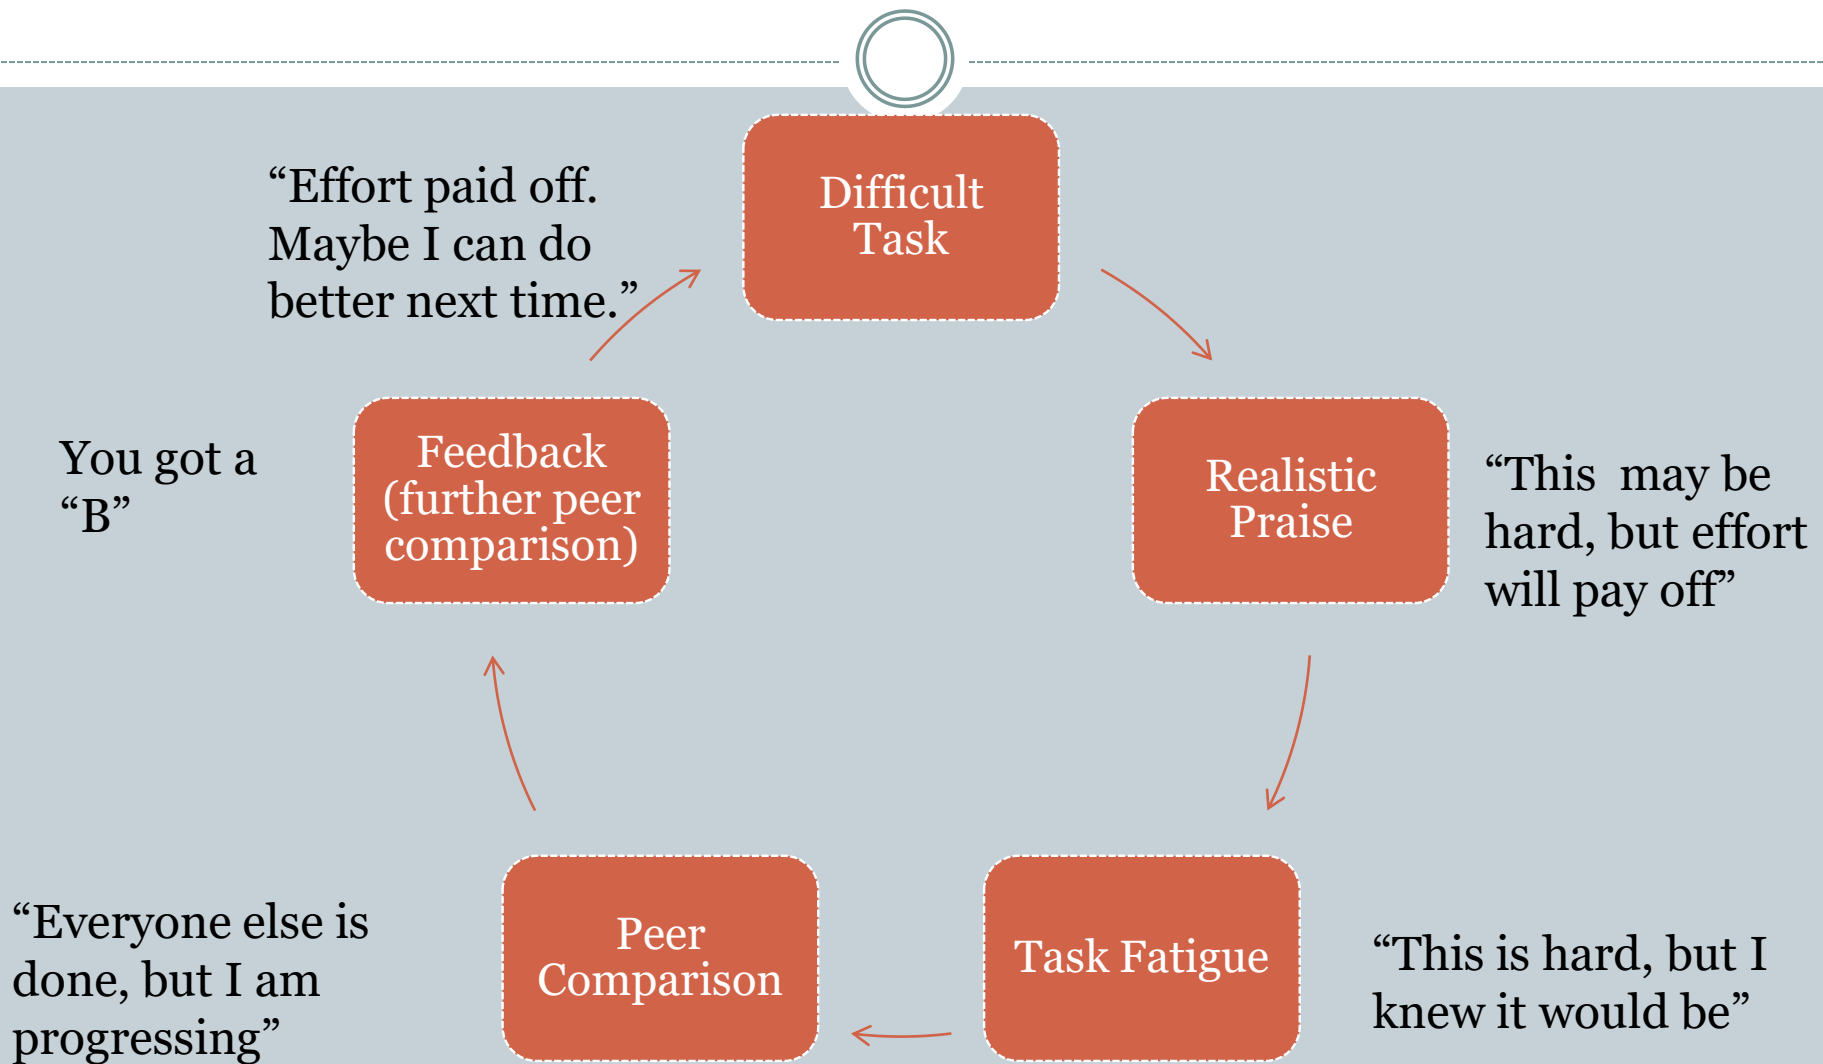 Difficult
Task
“Effort paid off.
Maybe I can do
better next time.”
Realistic
Praise
“This  may be
hard, but effort
will pay off”
Task Fatigue
“This is hard, but I
knew it would be”
Peer
Comparison
“Everyone else is
done, but I am
progressing”
Feedback
(further peer
comparison)
You got a
“B”